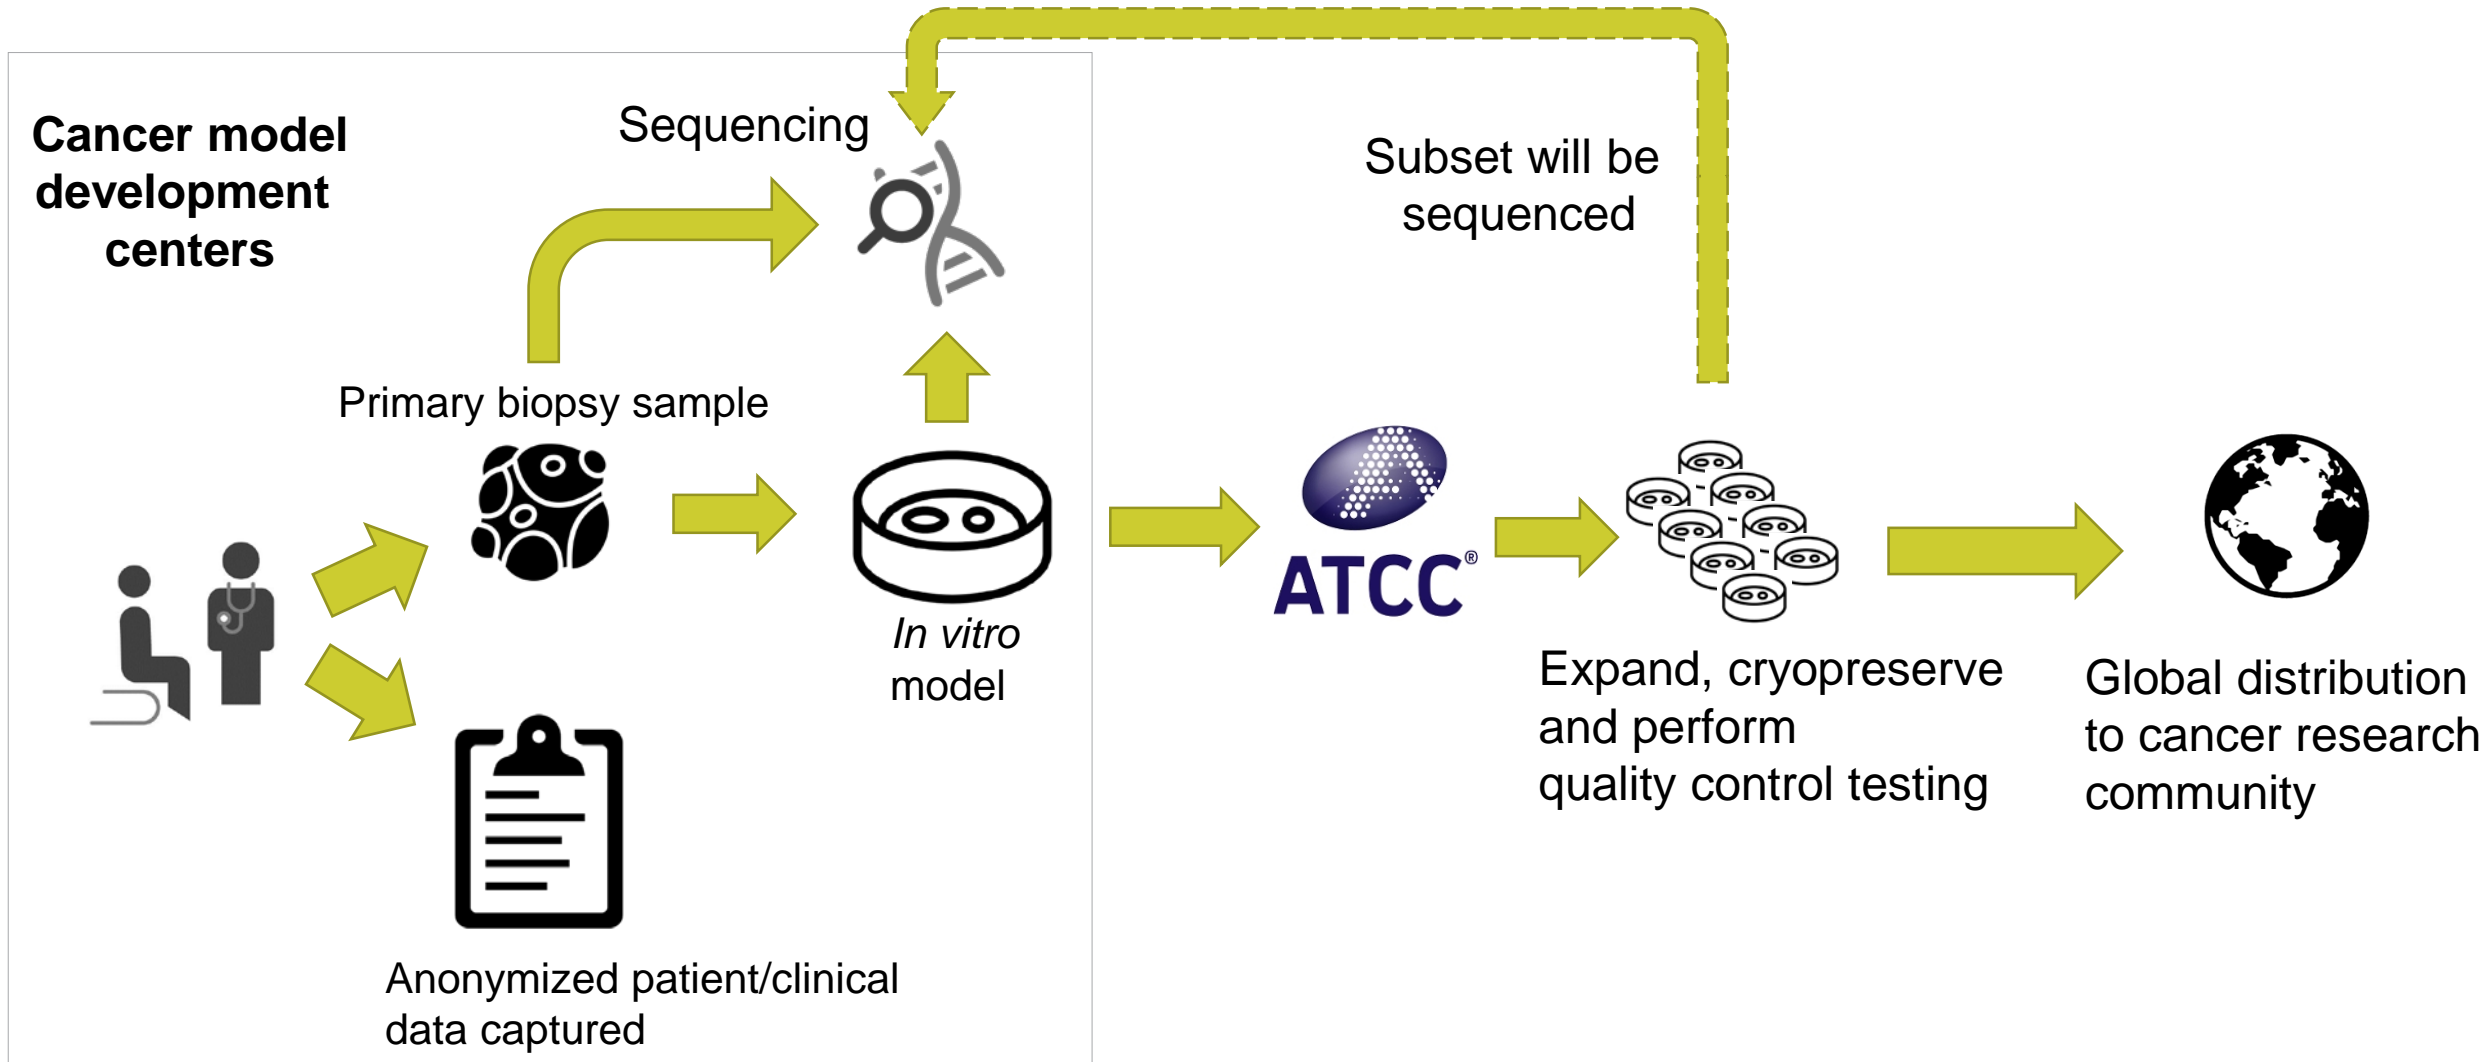 Cancer model
development
centers
Sequencing
Subset will be
sequenced
Primary biopsy sample
In vitro
model
ATCC®
Expand, cryopreserve
and perform
quality control testing
Global distribution
to cancer research
community
Anonymized patient/clinical
data captured